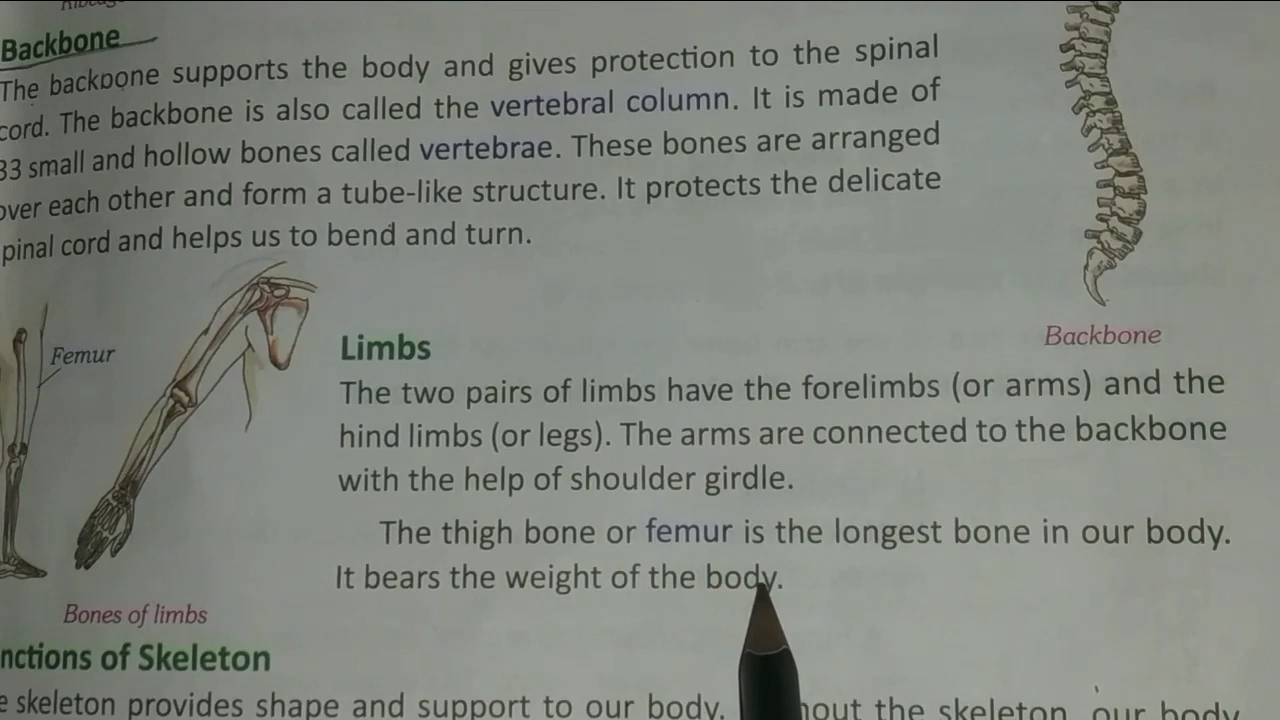 Backbone
The backbone supports the body and gives protection to the spinal
cord. The backbone is also called the vertebral column. It is made of
33 small and hollow bones called vertebrae. These bones are arranged
over each other and form a tube-like structure. It protects the delicate
pinal cord and helps us to bend and turn.
Backbone
Femur
Bones of limbs
Limbs
The two pairs of limbs have the forelimbs (or arms) and the
hind limbs (or legs). The arms are connected to the backbone
with the help of shoulder girdle.
The thigh bone or femur is the longest bone in our body.
It bears the weight of the body.
nctions of Skeleton
e skeleton provides shape and support to our body. hout the skeleton, our body